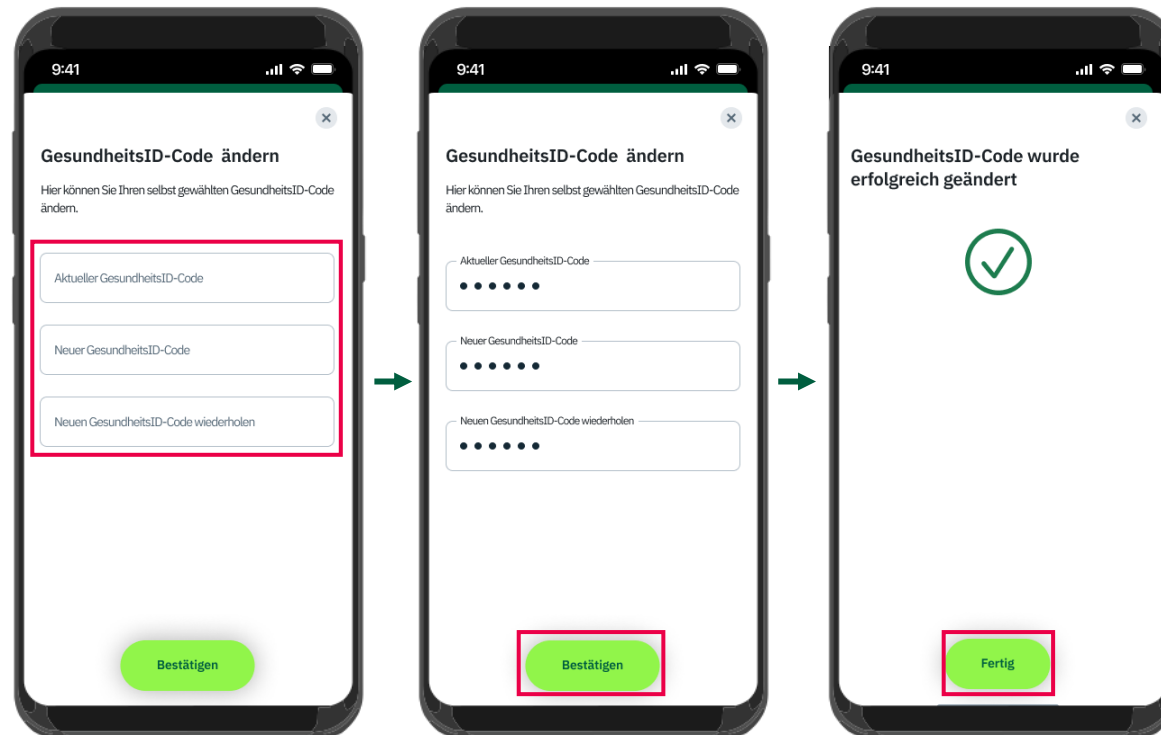 9:41
GesundheitsID-Code ändern
Hier können Sie Ihren selbst gewählten GesundheitsID-Code
ändern.
Aktueller GesundheitsID-Code
Neuer GesundheitsID-Code
Neuen GesundheitsID-Code wiederholen
Bestätigen
9:41
GesundheitsID-Code ändern
Hier können Sie Ihren selbst gewählten GesundheitsID-Code
ändern.
Aktueller GesundheitsID-Code
••••••
Neuer GesundheitsID-Code
••••••
Neuen GesundheitsID-Code wiederholen
••••••
Bestätigen
9:41
GesundheitsID-Code wurde
erfolgreich geändert
Fertig